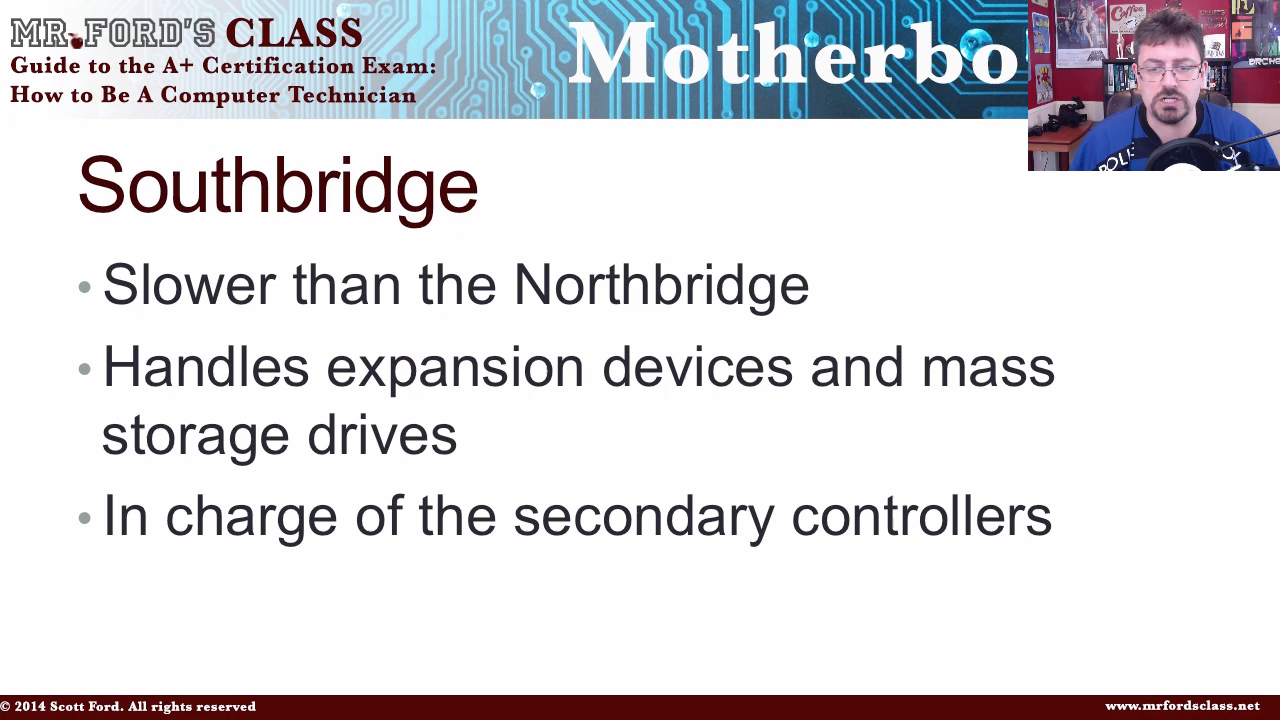 MR. FORD'S CLASS
Guide to the A+ Certification Exam:
How to Be A Computer Technician
Motherbo
Coffee
ARCHE
Southbridge
• Slower than the Northbridge
• Handles expansion devices and mass
storage drives
• In charge of the secondary controllers
© 2014 Scott Ford. All rights reserved
www.mrfordsclass.net